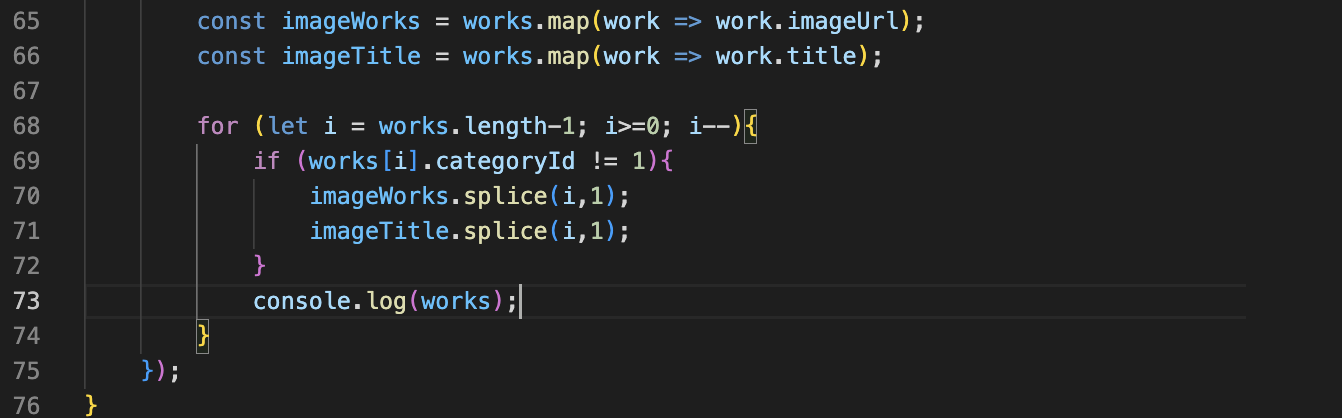 65 const imageWorks = works.map(work => work.imageUrl);
66 const imageTitle = works.map(work => work.title);
67
68 for (let i = works.length-1; i>=0; i--){
69 if (works[i].categoryId != 1){
70 imageWorks.splice(i,1);
71 imageTitle.splice(i,1);
72 }
73 console.log(works);
74 }
75 });
76 }